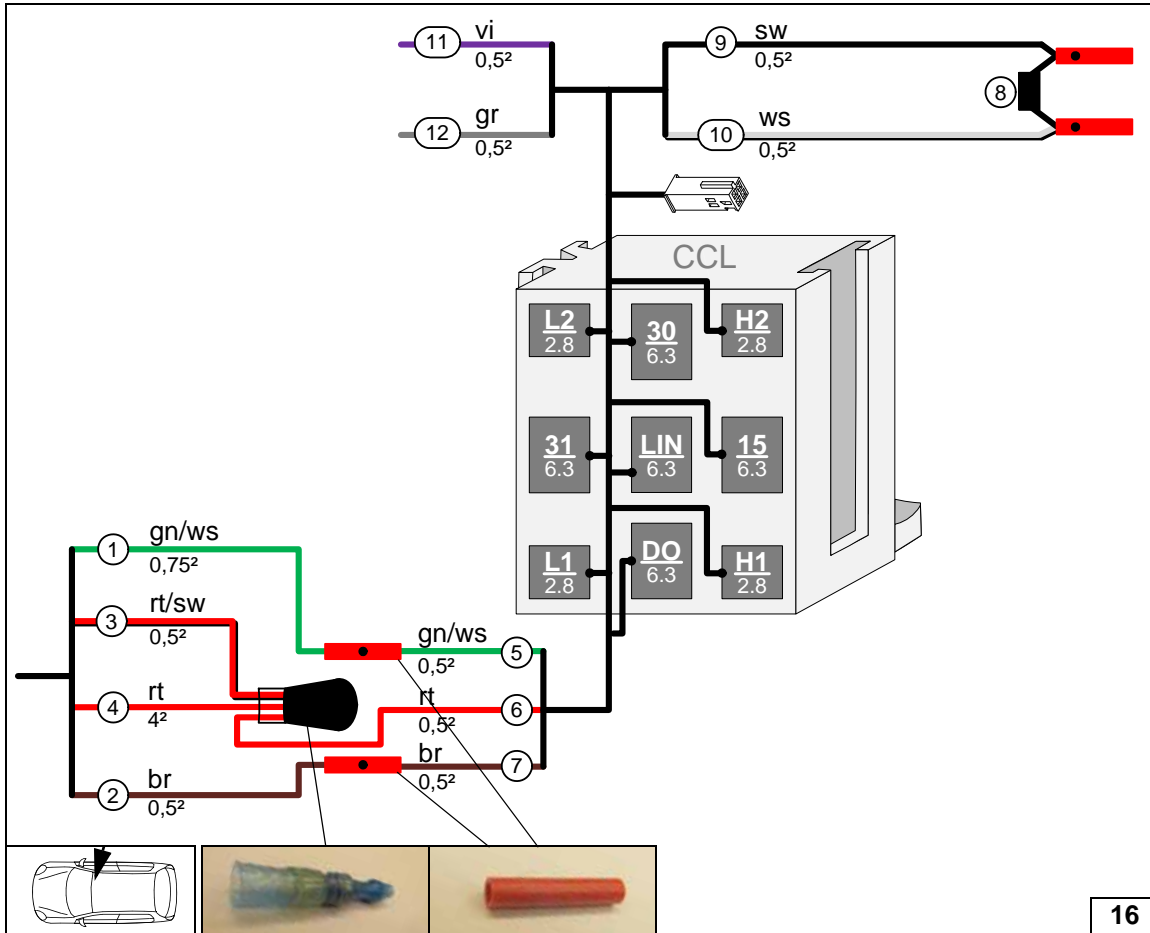 11 vi
0,5²
9 sw
0,5²
8
12 gr
0,5²
10 ws
0,5²
CCL
L2
2.8
30
6.3
H2
2.8
31
6.3
LIN
6.3
15
6.3
L1
2.8
DO
6.3
H1
2.8
1 gn/ws
0,75²
3 rt/sw
0,5²
gn/ws 5
0,5²
4 rt
4²
rt 6
0,5²
2 br
0,5²
br 7
0,5²
16